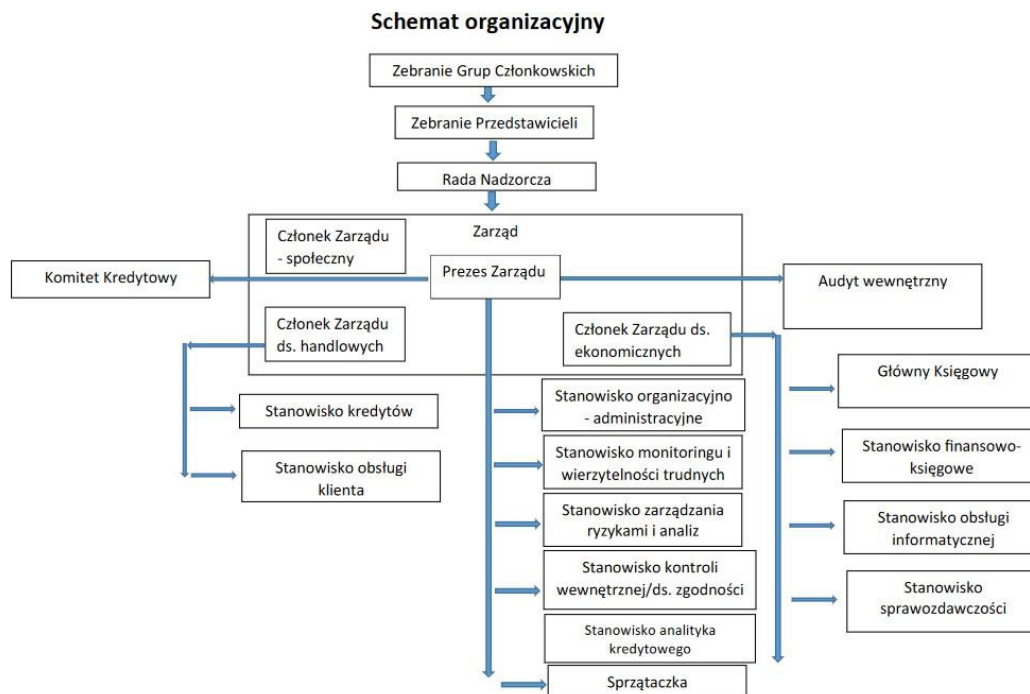 Schemat organizacyjny
Zebranie Grup Członkowskich
Zebranie Przedstawicieli
Rada Nadzorcza
Zarząd
Członek Zarządu
- społeczny
Prezes Zarządu
Komitet Kredytowy
Audyt wewnętrzny
Członek Zarządu
ds. handlowych
Członek Zarządu ds.
ekonomicznych
Stanowisko kredytów
Stanowisko obsługi
klienta
Stanowisko organizacyjno
- administracyjne
Stanowisko monitoringu i
wierzytelności trudnych
Stanowisko zarządzania
ryzykami i analiz
Stanowisko kontroli
wewnętrznej/ds. zgodności
Stanowisko analityka
kredytowego
Sprzątaczka
Główny Księgowy
Stanowisko finansowo-
księgowe
Stanowisko obsługi
informatycznej
Stanowisko
sprawozdawczości